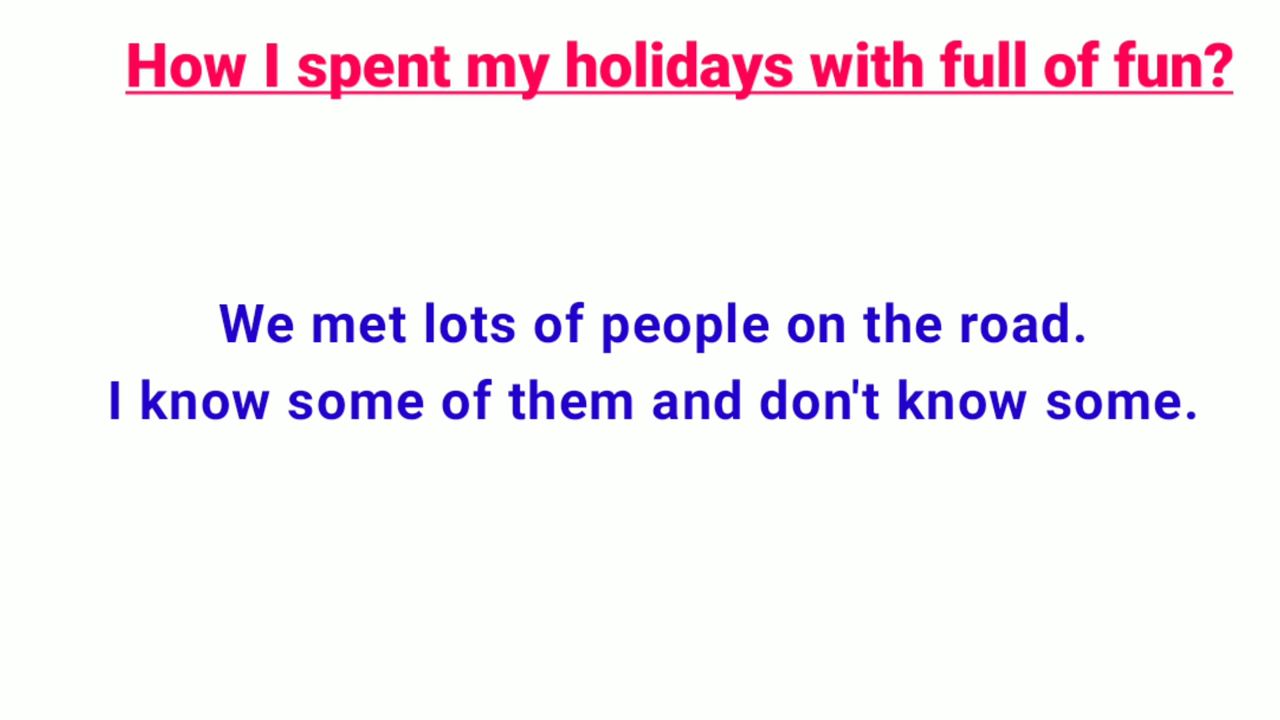 How I spent my holidays with full of fun?
We met lots of people on the road.
I know some of them and don't know some.